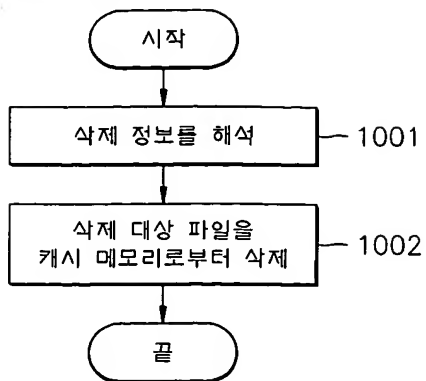 시작
삭제 정보를 해석
1001
삭제 대상 파일을
캐시 메모리로부터 삭제
1002
끝